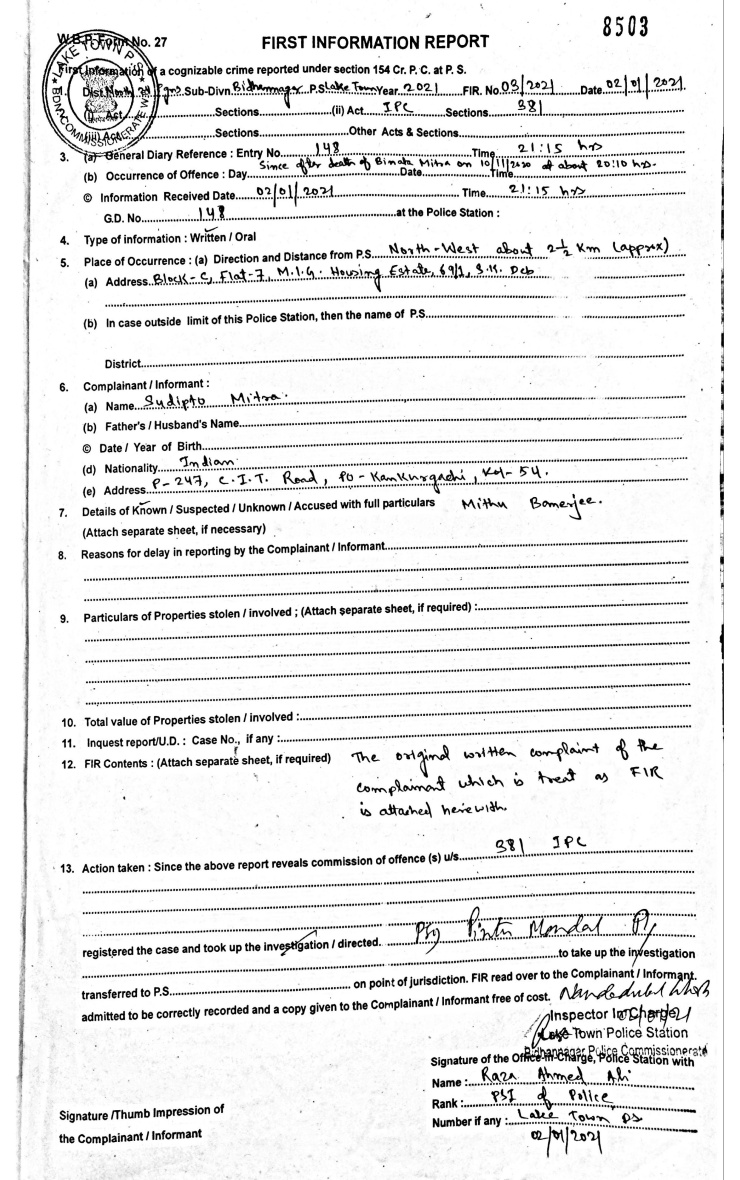 8503
W.B.P. Form No. 27
FIRST INFORMATION REPORT
LAKE TOWN P.S.
First Information of a cognizable crime reported under section 154 Cr. P. C. at P. S.
1. Dist. North 24 Pgns. Sub-Divn Bidhannagar P.S Lake Town Year 2021 FIR. No. 03/2021 Date 02/01/2021
(i) Act Sections (ii) Act IPC Sections 381
(iii) Act Sections Other Acts & Sections
3. (a) General Diary Reference : Entry No. 148 Time 21:15 hrs
Since after death of Binata Mitra on 10/11/2020 at about 20:10 hrs.
(b) Occurrence of Offence : Day Date Time
© Information Received Date 02/01/2021 Time 21:15 hrs
G.D. No. 148 at the Police Station :
4. Type of information : Written / Oral
5. Place of Occurrence : (a) Direction and Distance from P.S. North-West about 2½ Km (approx)
(a) Address Block-C, Flat-7, M.I.G. Housing Estate, 69/1, S.K. Deb
(b) In case outside limit of this Police Station, then the name of P.S
District
6. Complainant / Informant :
(a) Name Sudipto Mitra.
(b) Father's / Husband's Name
© Date / Year of Birth
(d) Nationality Indian
(e) Address P-247, C.I.T. Road, PO - Kankurgachi, Kol-54.
7. Details of Known / Suspected / Unknown / Accused with full particulars Mithu Banerjee.
(Attach separate sheet, if necessary)
8. Reasons for delay in reporting by the Complainant / Informant
9. Particulars of Properties stolen / involved ; (Attach separate sheet, if required) :
10. Total value of Properties stolen / involved :
11. Inquest report/U.D. : Case No., if any :
12. FIR Contents : (Attach separate sheet, if required) The original written complaint of the
complainant which is treat as FIR
is attached herewith.
13. Action taken : Since the above report reveals commission of offence (s) u/s 381 IPC
registered the case and took up the investigation / directed. PSI Pintu Mondal
to take up the investigation
transferred to P.S. on point of jurisdiction. FIR read over to the Complainant / Informant.
admitted to be correctly recorded and a copy given to the Complainant / Informant free of cost.
Inspector In Charge
Lake Town Police Station
Bidhannagar Police Commissionerate
Signature of the Office-in-Charge, Police Station with
Name : Raza Ahmed Ali
Rank : PSI of Police
Number if any : Lake Town PS
02/01/2021
Signature /Thumb Impression of
the Complainant / Informant